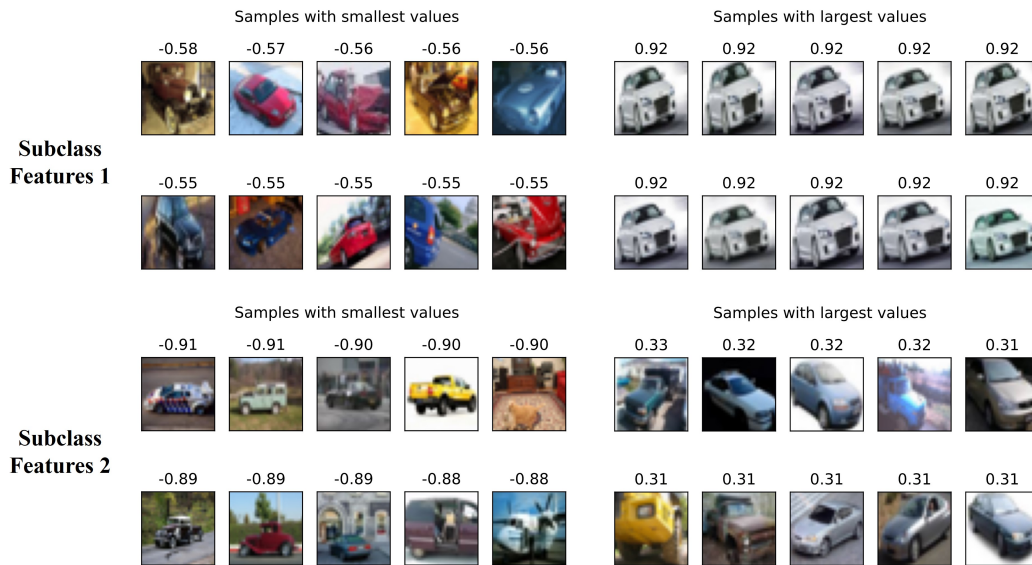 Samples with smallest values
Samples with largest values
-0.58 -0.57 -0.56 -0.56 -0.56 0.92 0.92 0.92 0.92 0.92
Subclass
Features 1
-0.55 -0.55 -0.55 -0.55 -0.55 0.92 0.92 0.92 0.92 0.92
Samples with smallest values
Samples with largest values
-0.91 -0.91 -0.90 -0.90 -0.90 0.33 0.32 0.32 0.32 0.31
Subclass
Features 2
-0.89 -0.89 -0.89 -0.88 -0.88 0.31 0.31 0.31 0.31 0.31